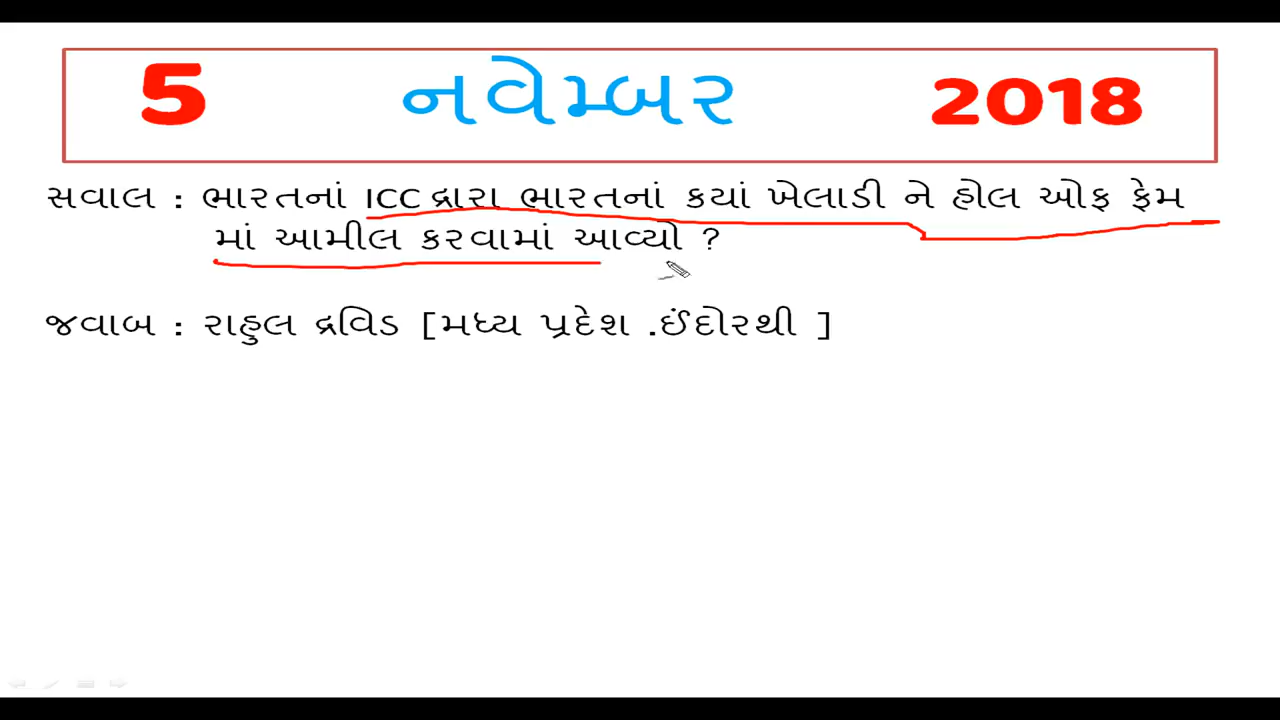 5 નવેમ્બર 2018
સવાલ : ભારતનાં ICC દ્વારા ભારતનાં કયાં ખેલાડી ને હોલ ઓફ ફેમ
માં આમીલ કરવામાં આવ્યો ?
જવાબ : રાહુલ દ્રવિડ [મધ્ય પ્રદેશ .ઈંદોરથી ]